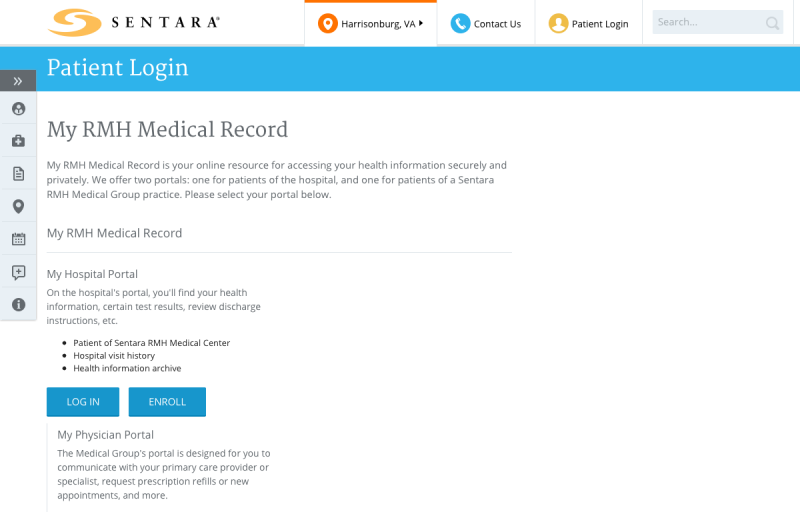 SENTARA®
Harrisonburg, VA
Contact Us
Patient Login
Search...
Patient Login
My RMH Medical Record
My RMH Medical Record is your online resource for accessing your health information securely and
privately. We offer two portals: one for patients of the hospital, and one for patients of a Sentara
RMH Medical Group practice. Please select your portal below.
My RMH Medical Record
My Hospital Portal
On the hospital's portal, you'll find your health
information, certain test results, review discharge
instructions, etc.
• Patient of Sentara RMH Medical Center
• Hospital visit history
• Health information archive
LOG IN
ENROLL
My Physician Portal
The Medical Group's portal is designed for you to
communicate with your primary care provider or
specialist, request prescription refills or new
appointments, and more.